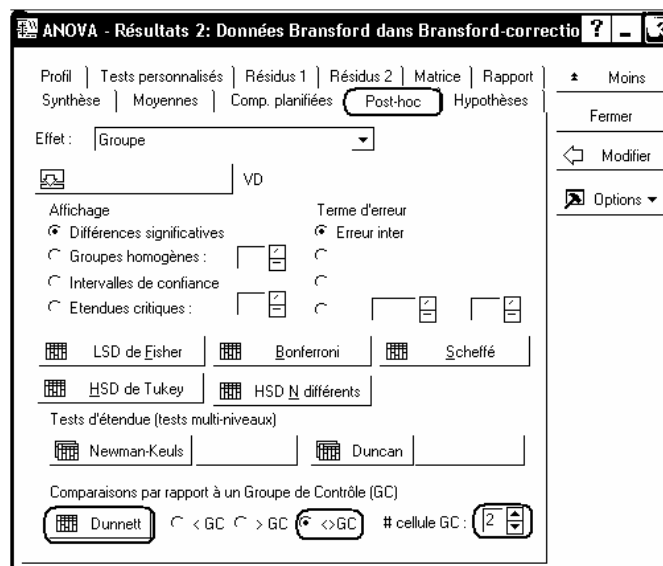 ANOVA - Résultats 2: Données Bransford dans Bransford-correctio ? _
Profil | Tests personnalisés | Résidus 1 | Résidus 2 | Matrice | Rapport
Synthèse | Moyennes | Comp. planifiées | Post-hoc | Hypothèses
Moins
Fermer
Modifier
Options
Effet : Groupe
VD
Affichage
Différences significatives
Groupes homogènes :
Intervalles de confiance
Etendues critiques :
Terme d'erreur
Erreur inter
LSD de Fisher
Bonferroni
Scheffé
HSD de Tukey
HSD N différents
Tests d'étendue (tests multi-niveaux)
Newman-Keuls
Duncan
Comparaisons par rapport à un Groupe de Contrôle (GC)
Dunnett < GC > GC <>GC # cellule GC : 2